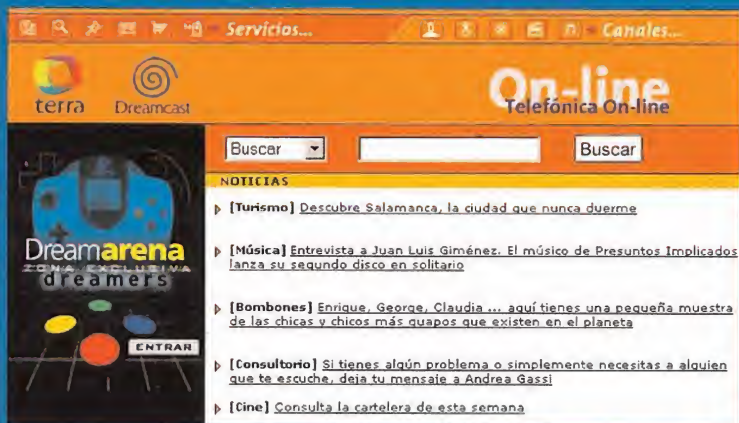 Servicios...
Canales...
terra
Dreamcast
On-line
Telefónica On-line
Buscar
Buscar
NOTICIAS
[Turismo] Descubre Salamanca, la ciudad que nunca duerme
[Música] Entrevista a Juan Luis Giménez. El músico de Presuntos Implicados
lanza su segundo disco en solitario
[Bombones] Enrique, George, Claudia ... aquí tienes una pequeña muestra
de las chicas y chicos más guapos que existen en el planeta
[Consultorio] Si tienes algún problema o simplemente necesitas a alguien
que te escuche, deja tu mensaje a Andrea Gassi
[Cine] Consulta la cartelera de esta semana
Dreamarena
ZONA EXCLUSIVA
dreamers
ENTRAR